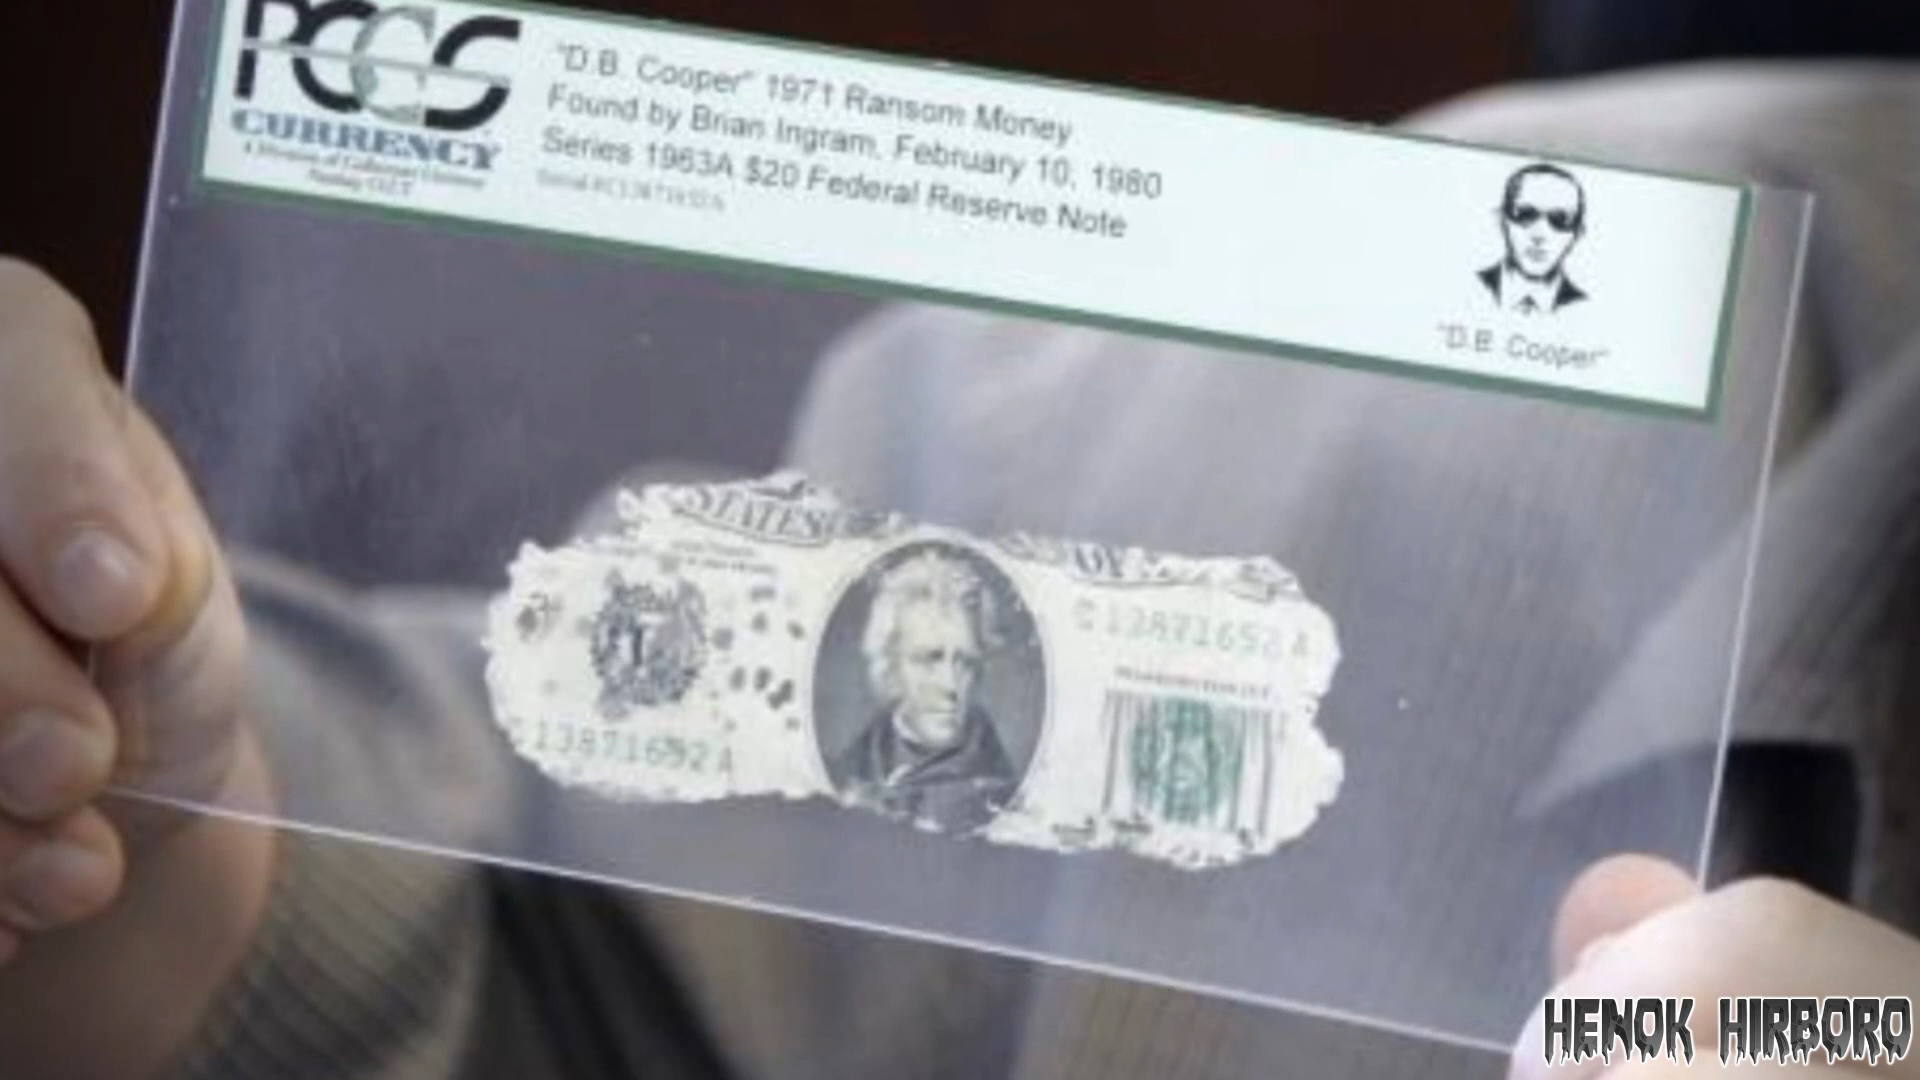 PCGS
CURRENCY
"D.B. Cooper" 1971 Ransom Money
Found by Brian Ingram, February 10, 1980
Series 1963A $20 Federal Reserve Note
"D.B. Cooper"
STATES OF
C 13871652 A
13871652 A
HENOK HIRBORO